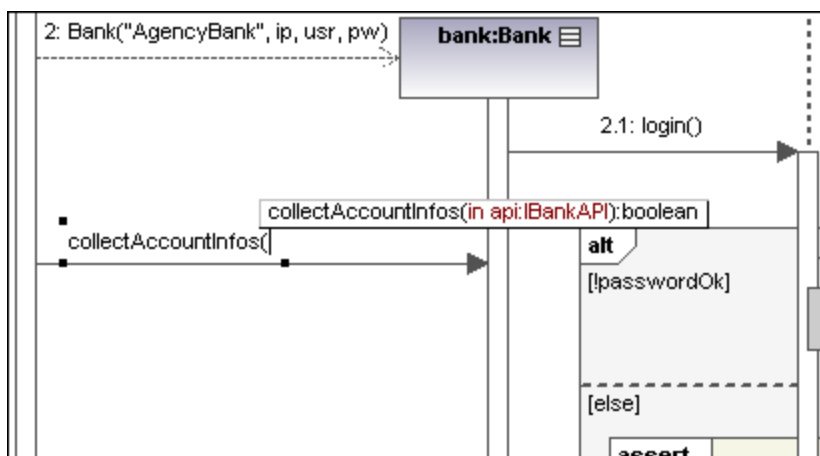 2: Bank("AgencyBank", ip, usr, pw)
bank:Bank
2.1: login()
collectAccountInfos(in api:IBankAPI):boolean
collectAccountInfos(
alt
[!passwordOk]
[else]
assert